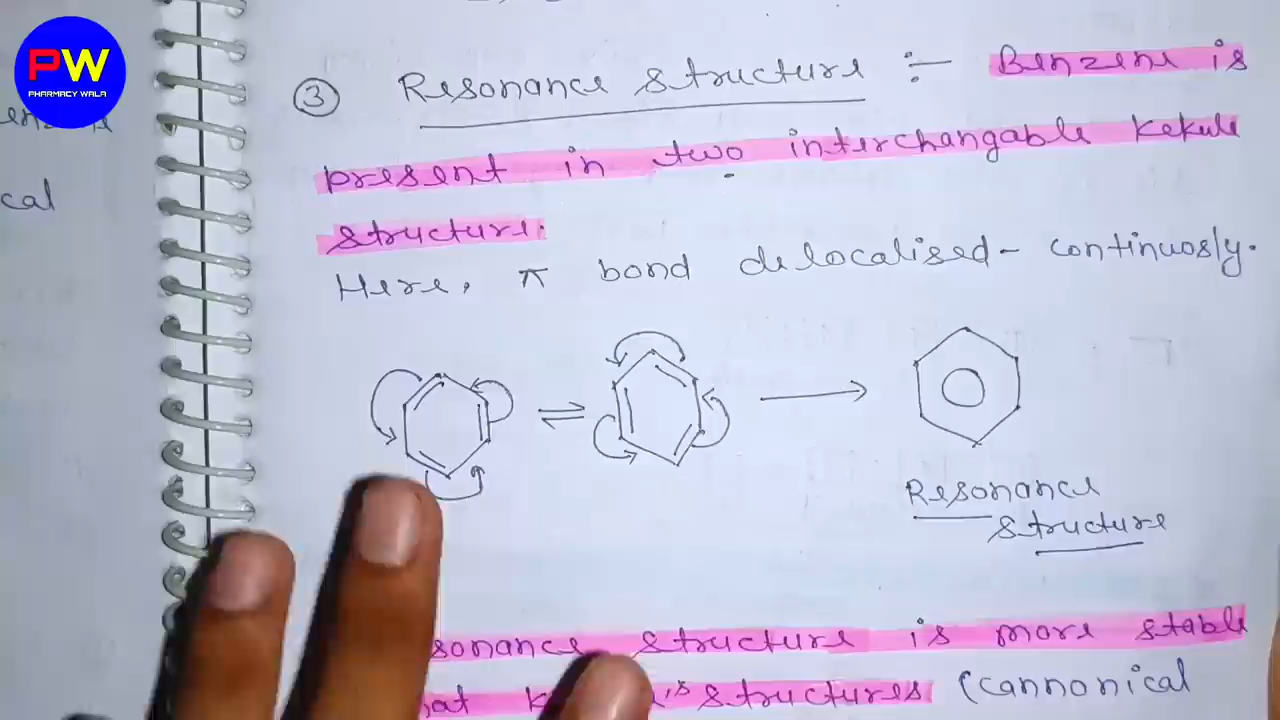 PW
PHARMACY WALA
cal
③ Resonance structure :- Benzene is
present in two interchangable Kekule
structure.
Here, π bond delocalised - continuosly.
Resonance
structure
sonance structure is more stable
structures (cannonical